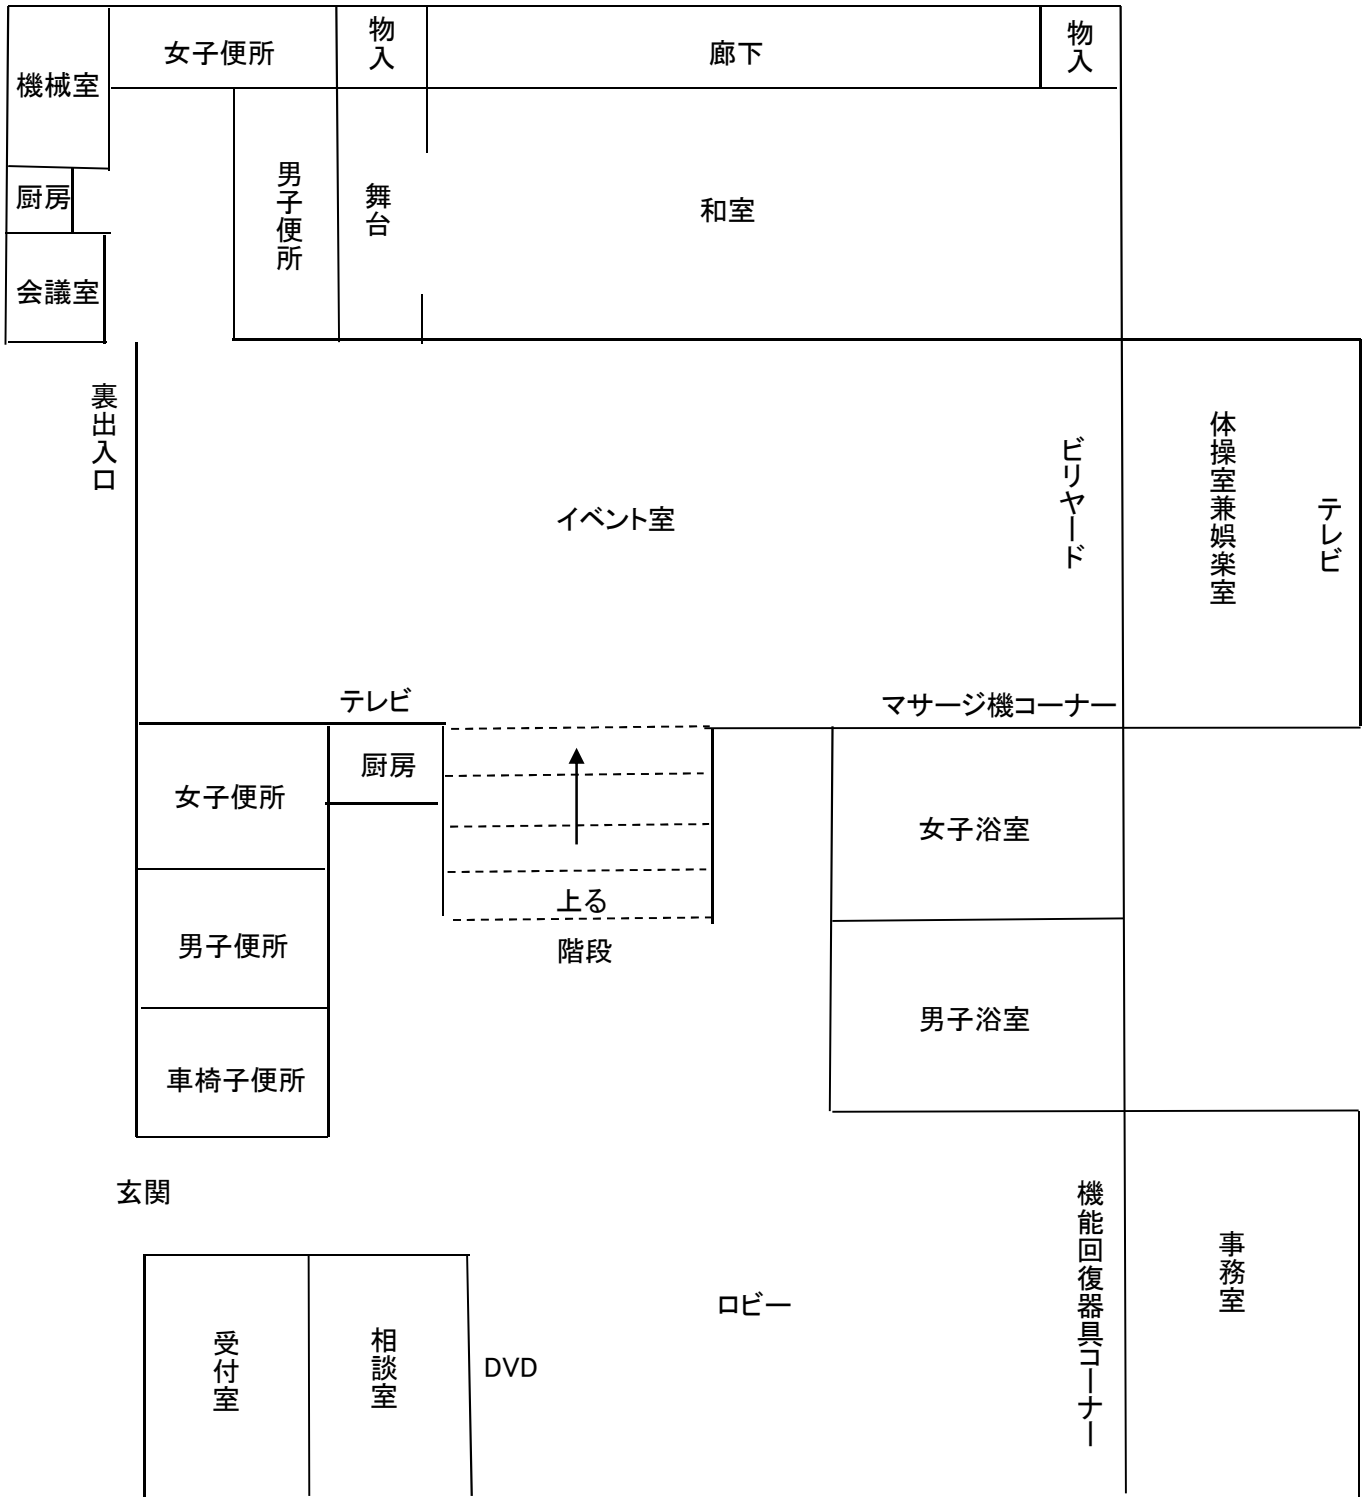 女子便所
物入
廊下
物入
機械室
厨房
男子便所
舞台
和室
会議室
裏出入口
イベント室
ビリヤード
体操室兼娯楽室
テレビ
テレビ
マサージ機コーナー
女子便所
厨房
女子浴室
上る
階段
男子便所
男子浴室
車椅子便所
玄関
機能回復器具コーナー
事務室
ロビー
受付室
相談室
DVD